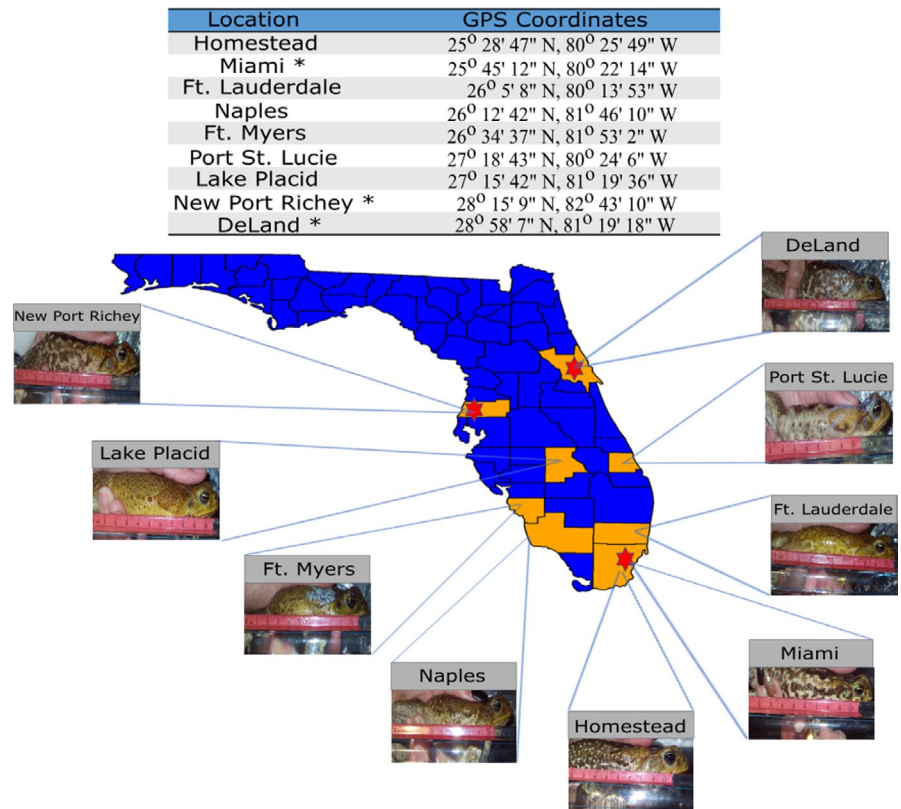 Location GPS Coordinates
Homestead 25° 28' 47" N, 80° 25' 49" W
Miami * 25° 45' 12" N, 80° 22' 14" W
Ft. Lauderdale 26° 5' 8" N, 80° 13' 53" W
Naples 26° 12' 42" N, 81° 46' 10" W
Ft. Myers 26° 34' 37" N, 81° 53' 2" W
Port St. Lucie 27° 18' 43" N, 80° 24' 6" W
Lake Placid 27° 15' 42" N, 81° 19' 36" W
New Port Richey * 28° 15' 9" N, 82° 43' 10" W
DeLand * 28° 58' 7" N, 81° 19' 18" W
DeLand
New Port Richey
Port St. Lucie
Lake Placid
Ft. Lauderdale
Ft. Myers
Miami
Naples
Homestead